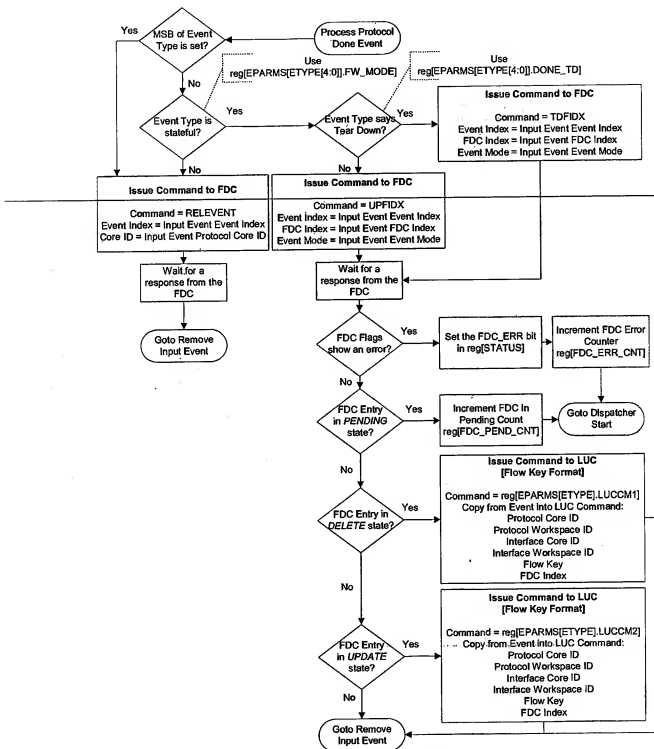 Yes
MSB of Event
Type is set?
Process Protocol
Done Event
Use
reg[EPARMS[ETYPE[4:0]].FW_MODE]
Use
reg[EPARMS[ETYPE[4:0]].DONE_TD]
No
Event Type is
stateful?
Yes
Event Type says
Tear Down?
Yes
Issue Command to FDC
Command = TDFIDX
Event Index = Input Event Event Index
FDC Index = Input Event FDC Index
Event Mode = Input Event Event Mode
No
No
Issue Command to FDC
Command = RELEVENT
Event Index = Input Event Event Index
Core ID = Input Event Protocol Core ID
Issue Command to FDC
Command = UPFIDX
Event Index = Input Event Event Index
FDC Index = Input Event FDC Index
Event Mode = Input Event Event Mode
Wait for a
response from the
FDC
Wait for a
response from the
FDC
Goto Remove
Input Event
FDC Flags
show an error?
Yes
Set the FDC_ERR bit
in reg[STATUS]
Increment FDC Error
Counter
reg[FDC_ERR_CNT]
No
FDC Entry
in PENDING
state?
Yes
Increment FDC In
Pending Count
reg[FDC_PEND_CNT]
Goto Dispatcher
Start
No
FDC Entry in
DELETE state?
Yes
Issue Command to LUC
[Flow Key Format]
Command = reg[EPARMS[ETYPE].LUCCM1]
Copy from Event into LUC Command:
Protocol Core ID
Protocol Workspace ID
Interface Core ID
Interface Workspace ID
Flow Key
FDC Index
No
FDC Entry
in UPDATE
state?
Yes
Issue Command to LUC
[Flow Key Format]
Command = reg[EPARMS[ETYPE].LUCCM2]
Copy from Event into LUC Command:
Protocol Core ID
Protocol Workspace ID
Interface Core ID
Interface Workspace ID
Flow Key
FDC Index
No
Goto Remove
Input Event